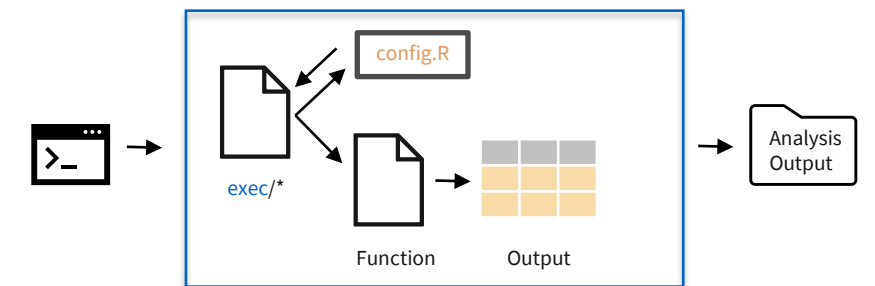 config.R
>_
exec/*
Function
Output
Analysis
Output